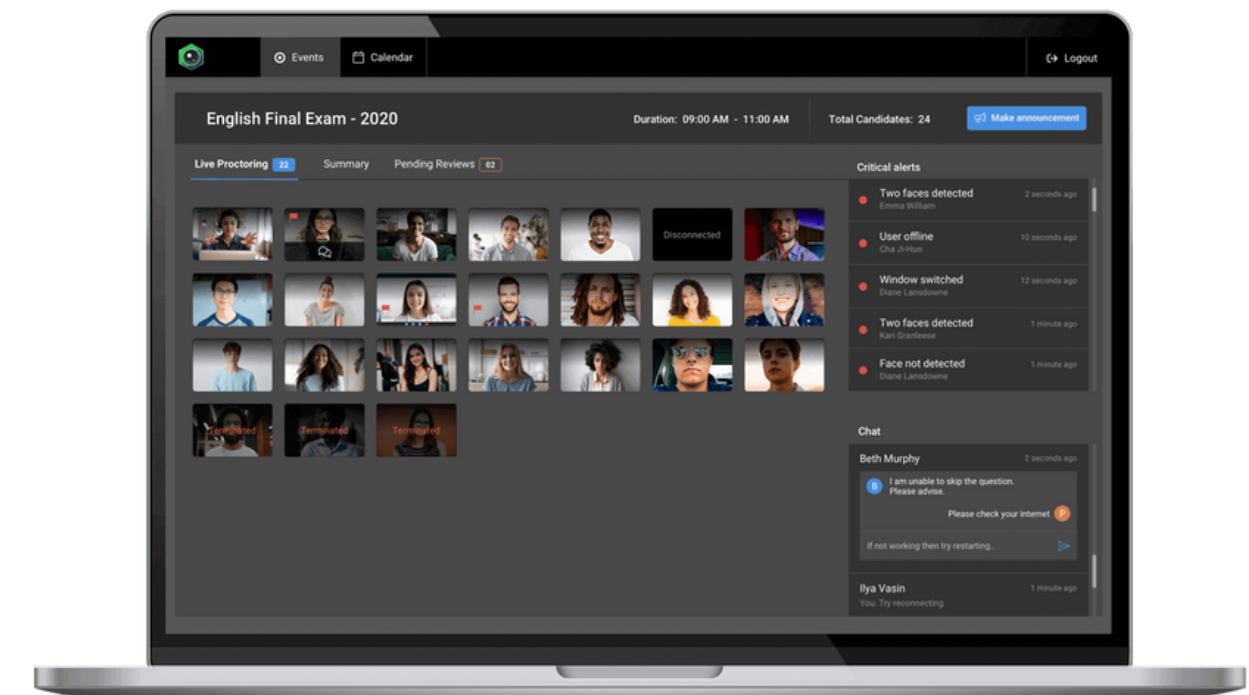 Events
Calendar
Logout
English Final Exam - 2020
Duration: 09:00 AM - 11:00 AM
Total Candidates: 24
Make announcement
Live Proctoring 22
Summary
Pending Reviews 02
Disconnected
Terminated
Terminated
Terminated
Critical alerts
Two faces detected
2 seconds ago
Emma William
User offline
10 seconds ago
Cha Ji-Hun
Window switched
12 seconds ago
Diane Lansdowne
Two faces detected
1 minute ago
Kari Granleese
Face not detected
1 minute ago
Diane Lansdowne
Chat
Beth Murphy
2 seconds ago
B
I am unable to skip the question.
Please advise.
Please check your internet
P
If not working then try restarting..
Ilya Vasin
1 minute ago
You: Try reconnecting